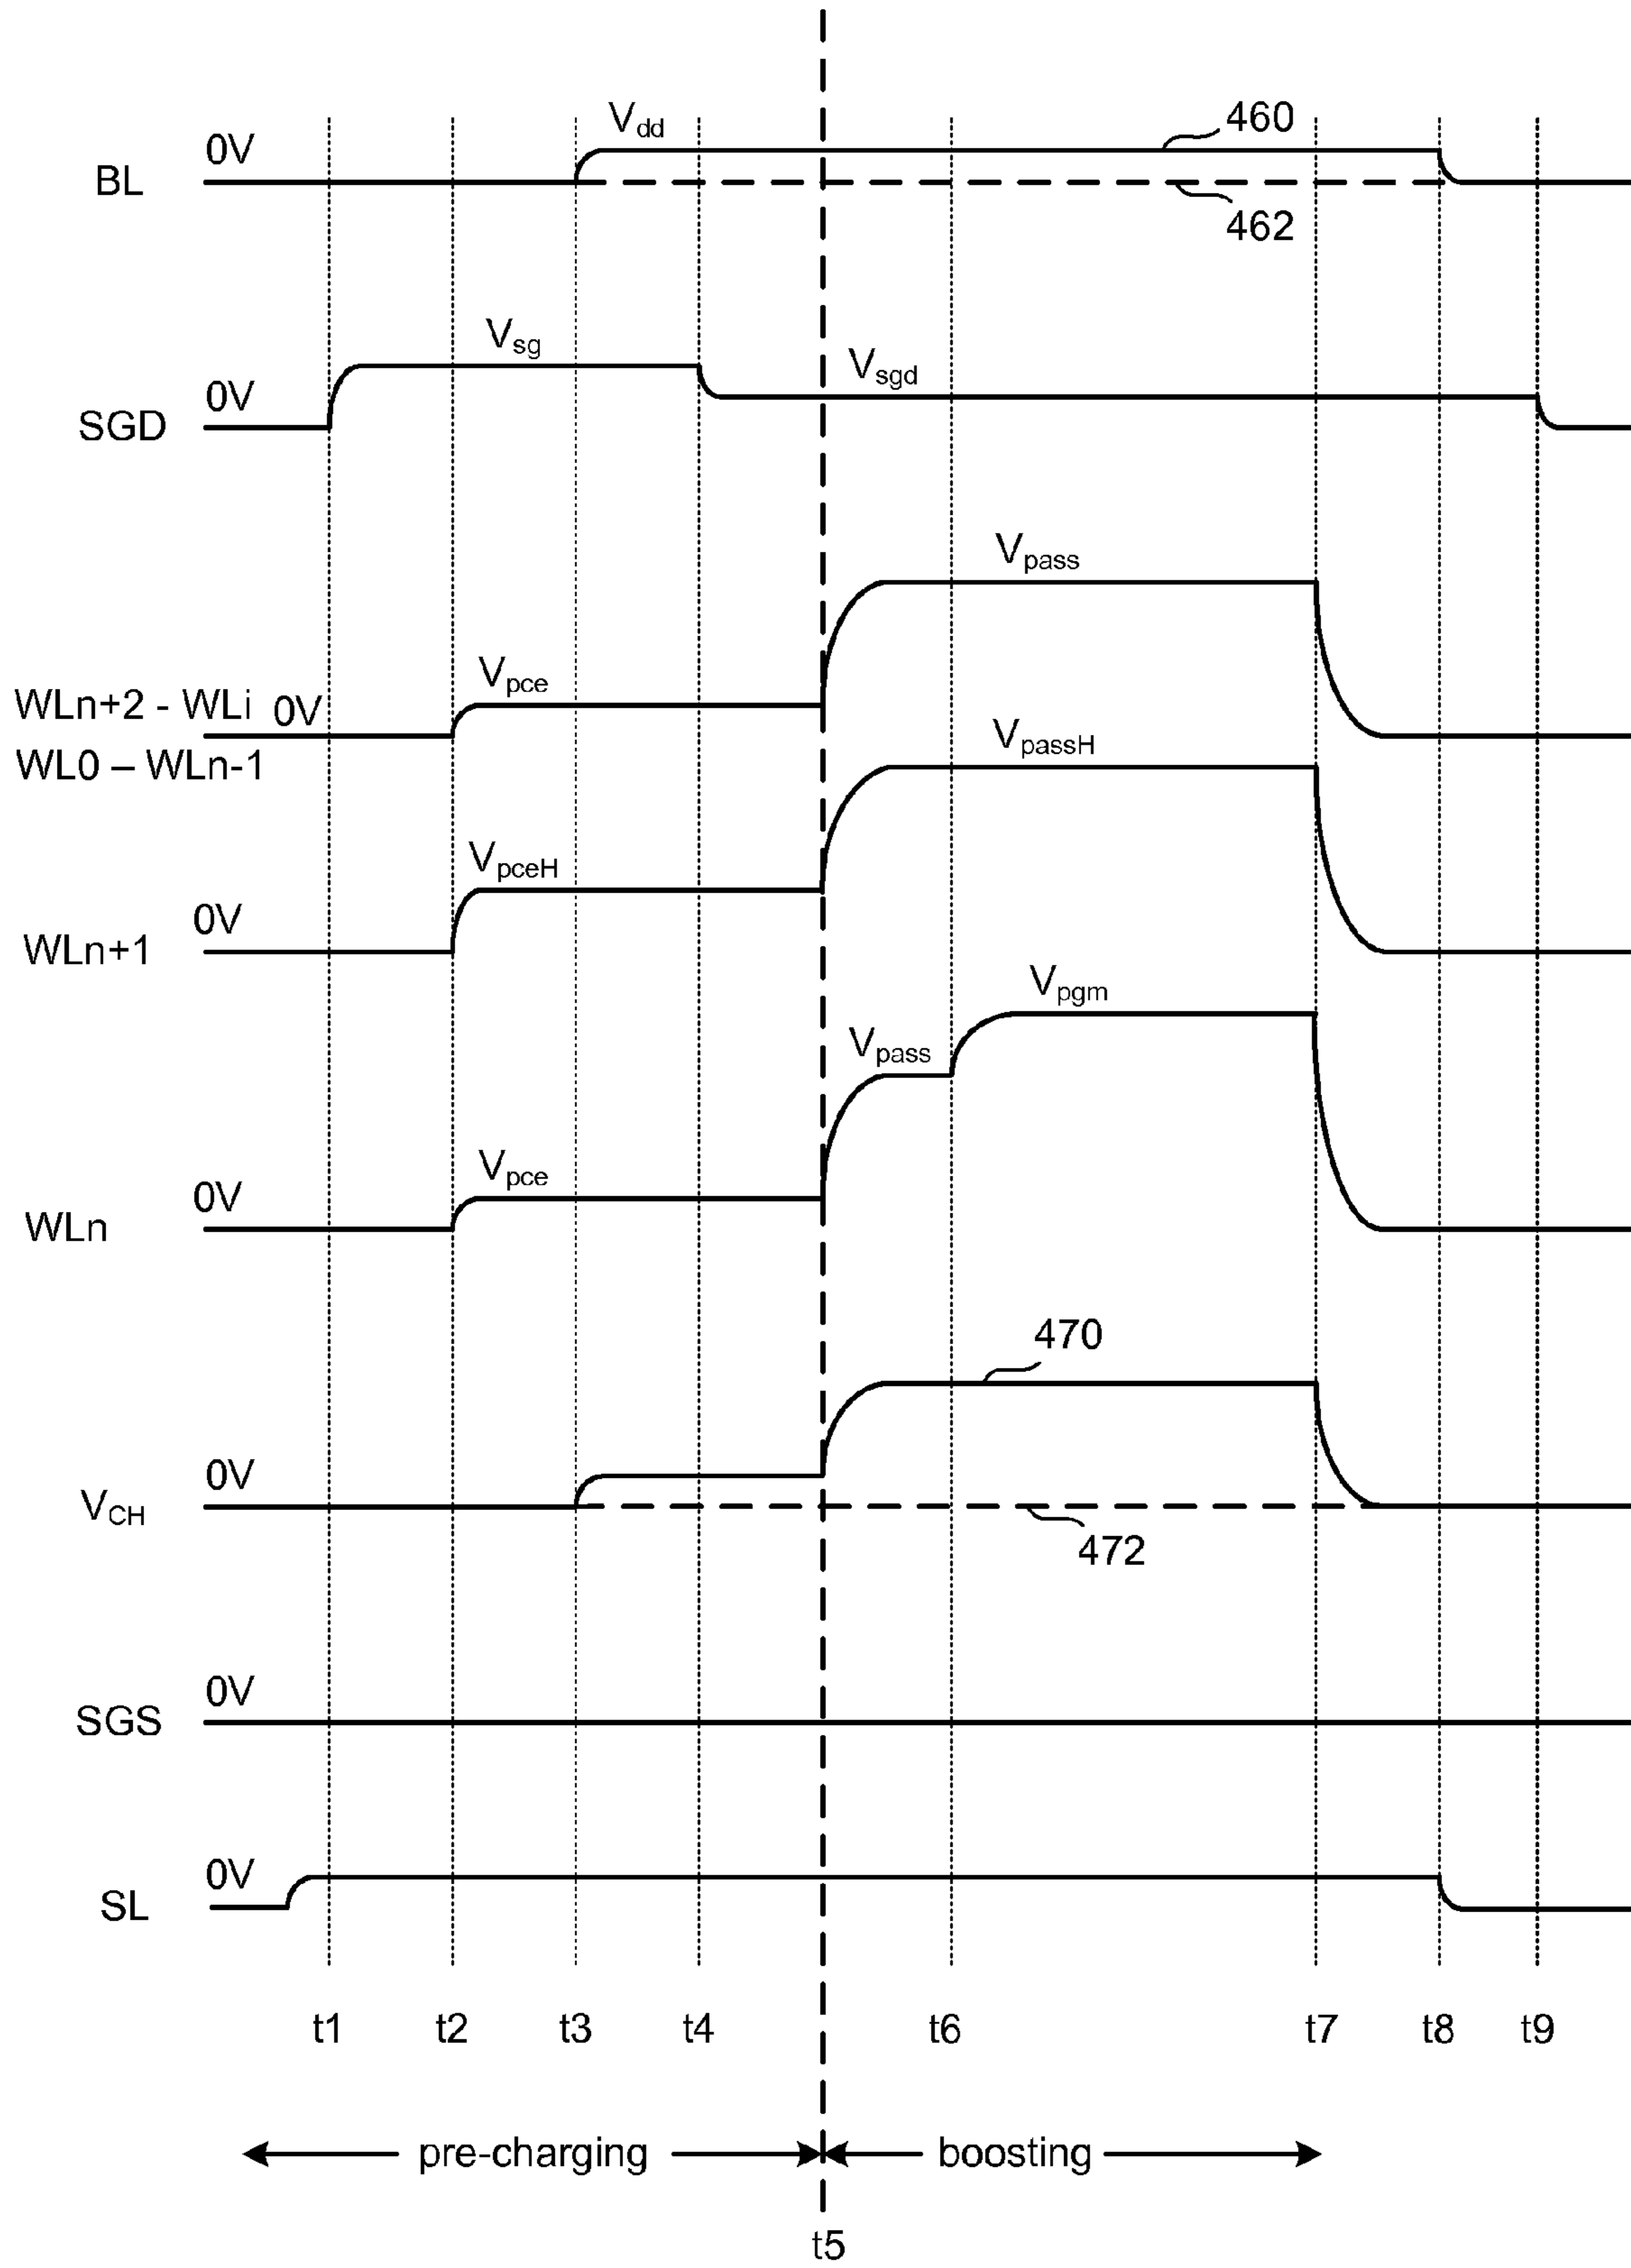 Vdd
460
0V
BL
462
Vsg
Vsgd
0V
SGD
Vpass
Vpce
WLn+2 - WLi 0V
WL0 – WLn-1
VpassH
VpceH
0V
WLn+1
Vpgm
Vpass
Vpce
0V
WLn
470
0V
VCH
472
0V
SGS
0V
SL
t1 t2 t3 t4 t6 t7 t8 t9
pre-charging boosting
t5